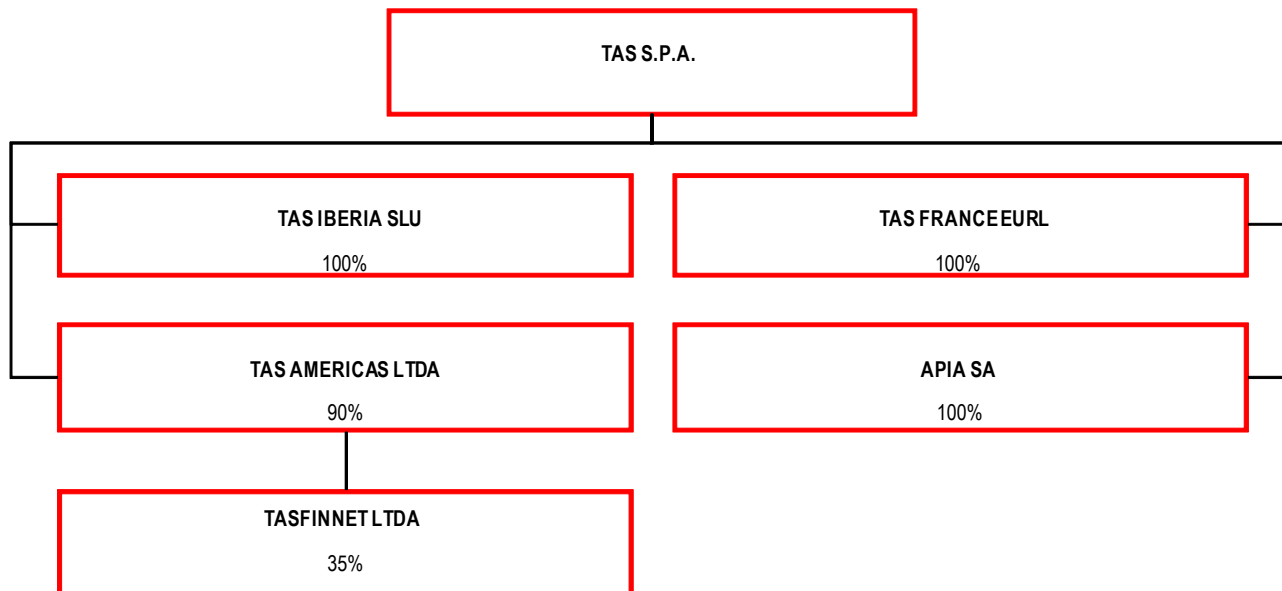 TAS S.P.A.
TAS IBERIA SLU
100%
TAS FRANCE EURL
100%
TAS AMERICAS LTDA
90%
APIA SA
100%
TASFINNET LTDA
35%